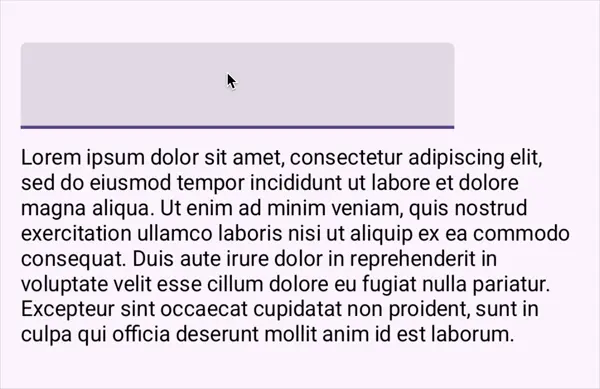 Lorem ipsum dolor sit amet, consectetur adipiscing elit,
sed do eiusmod tempor incididunt ut labore et dolore
magna aliqua. Ut enim ad minim veniam, quis nostrud
exercitation ullamco laboris nisi ut aliquip ex ea commodo
consequat. Duis aute irure dolor in reprehenderit in
voluptate velit esse cillum dolore eu fugiat nulla pariatur.
Excepteur sint occaecat cupidatat non proident, sunt in
culpa qui officia deserunt mollit anim id est laborum.